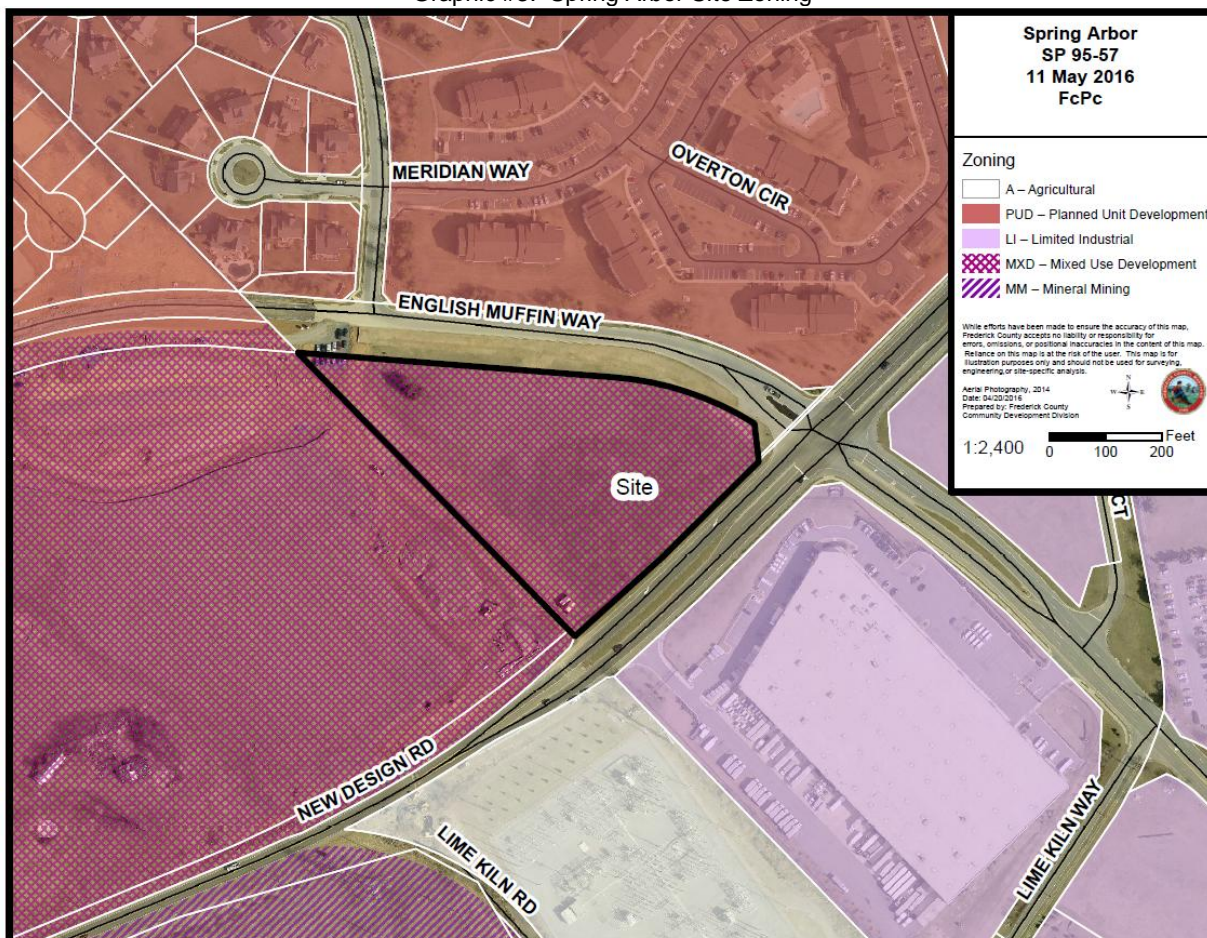 Graphic #3: Spring Arbor Site Zoning
Spring Arbor
SP 95-57
11 May 2016
FcPc
Zoning
A – Agricultural
PUD – Planned Unit Development
LI – Limited Industrial
MXD – Mixed Use Development
MM – Mineral Mining
While efforts have been made to ensure the accuracy of this map,
Frederick County accepts no liability or responsibility for
errors, omissions, or positional inaccuracies in the content of this map.
Reliance on this map is at the risk of the user. This map is for
illustration purposes only and should not be used for surveying,
engineering,or site-specific analysis.
Aerial Photography, 2014
Date: 04/20/2016
Prepared by: Frederick County
Community Development Division
N
W
E
S
1:2,400
Feet
0 100 200
MERIDIAN WAY
OVERTON CIR
ENGLISH MUFFIN WAY
Site
CT
NEW DESIGN RD
LIME KILN RD
LIME KILN WAY